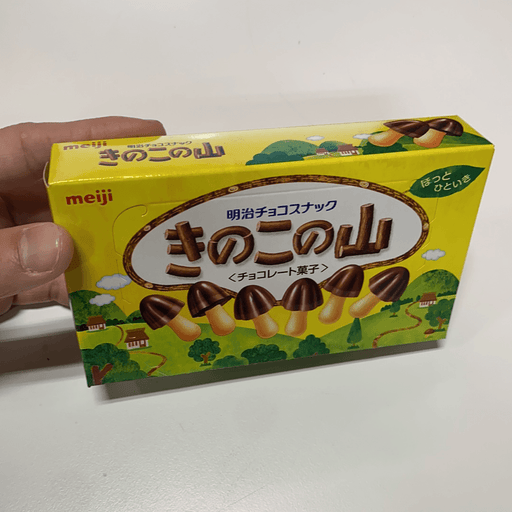 meiji
明治チョコスナック
きのこの山
meiji
ほっと
ひといき
明治チョコスナック
きのこの山
<チョコレート菓子>